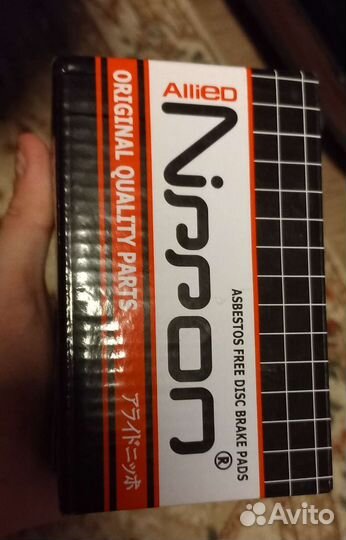 AlliED
Nippon®
ASBESTOS FREE DISC BRAKE PADS
ORIGINAL QUALITY PARTS
アライドニッポ
Avito